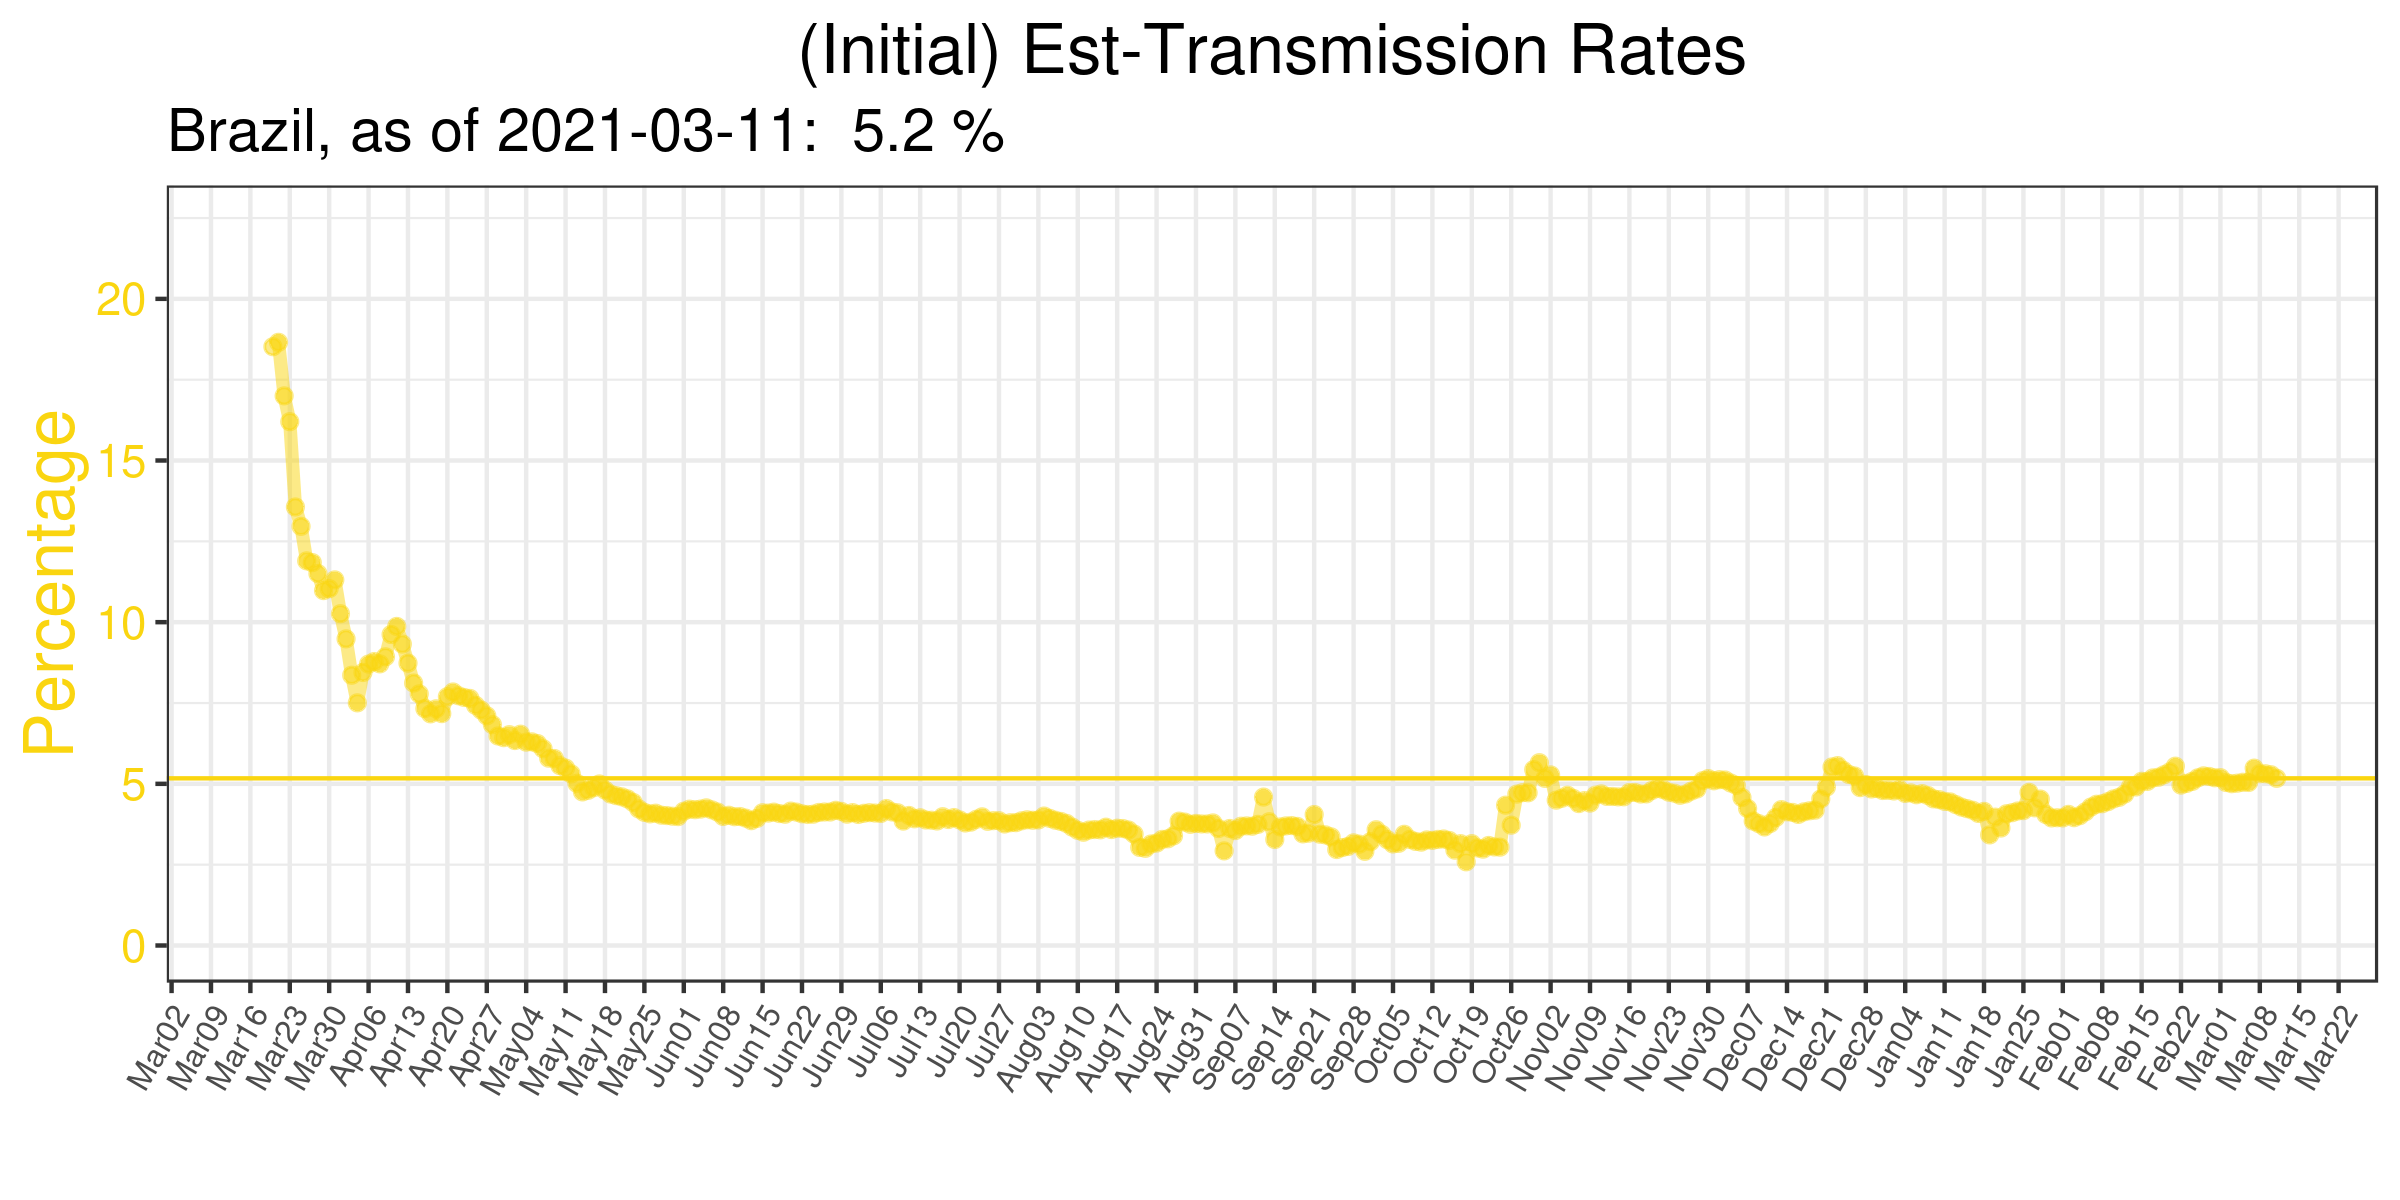 (Initial) Est-Transmission Rates
Brazil, as of 2021-03-11:  5.2 %
Percentage
20
15
10
5
0
Mar02
Mar09
Mar16
Mar23
Mar30
Apr06
Apr13
Apr20
Apr27
May04
May11
May18
May25
Jun01
Jun08
Jun15
Jun22
Jun29
Jul06
Jul13
Jul20
Jul27
Aug03
Aug10
Aug17
Aug24
Aug31
Sep07
Sep14
Sep21
Sep28
Oct05
Oct12
Oct19
Oct26
Nov02
Nov09
Nov16
Nov23
Nov30
Dec07
Dec14
Dec21
Dec28
Jan04
Jan11
Jan18
Jan25
Feb01
Feb08
Feb15
Feb22
Mar01
Mar08
Mar15
Mar22